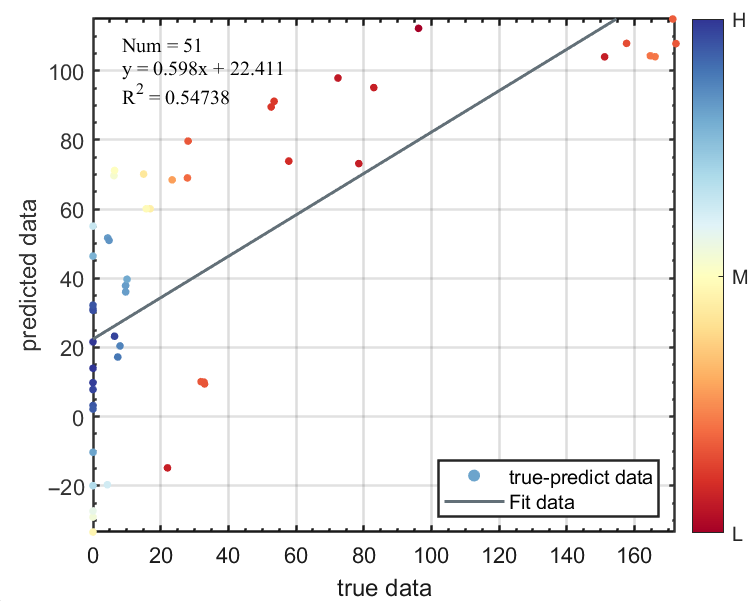 Num = 51
y = 0.598x + 22.411
R² = 0.54738
H
M
L
100
80
60
40
20
0
−20
predicted data
true-predict data
Fit data
0 20 40 60 80 100 120 140 160
true data